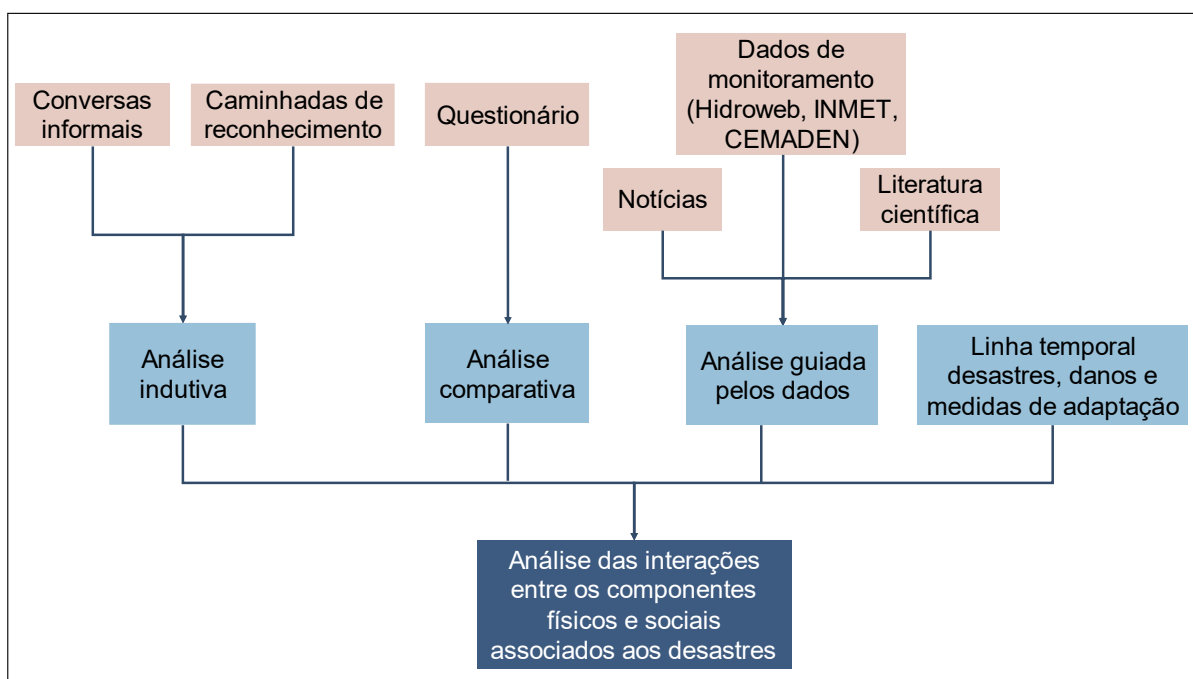 Conversas
informais
Caminhadas de
reconhecimento
Questionário
Dados de
monitoramento
(Hidroweb, INMET,
CEMADEN)
Notícias
Literatura
científica
Análise
indutiva
Análise
comparativa
Análise guiada
pelos dados
Linha temporal
desastres, danos e
medidas de adaptação
Análise das interações
entre os componentes
físicos e sociais
associados aos desastres